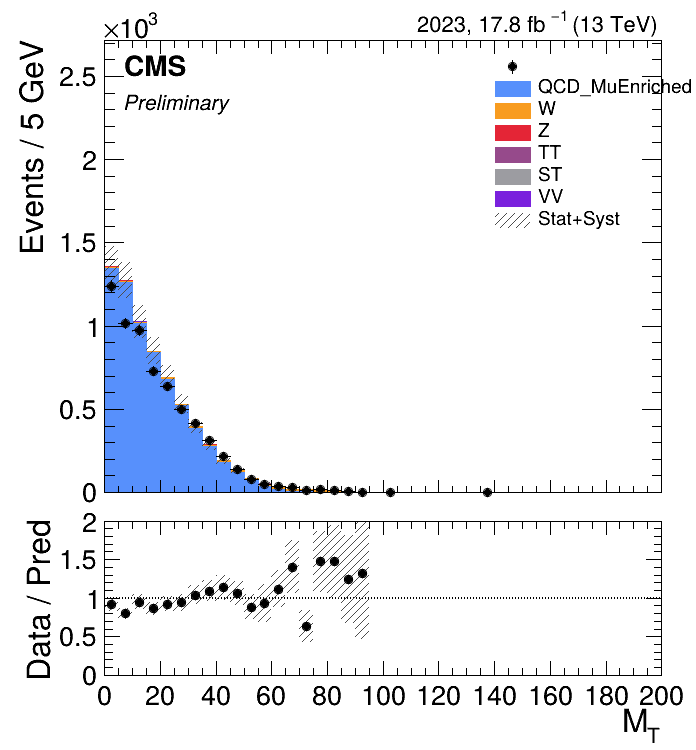 ×10³
2023, 17.8 fb⁻¹ (13 TeV)
Events / 5 GeV
2.5
2
1.5
1
0.5
0
CMS
Preliminary
QCD_MuEnriched
W
Z
TT
ST
VV
Stat+Syst
Data / Pred
2
1.5
1
0.5
0
0 20 40 60 80 100 120 140 160 180 200
M_T